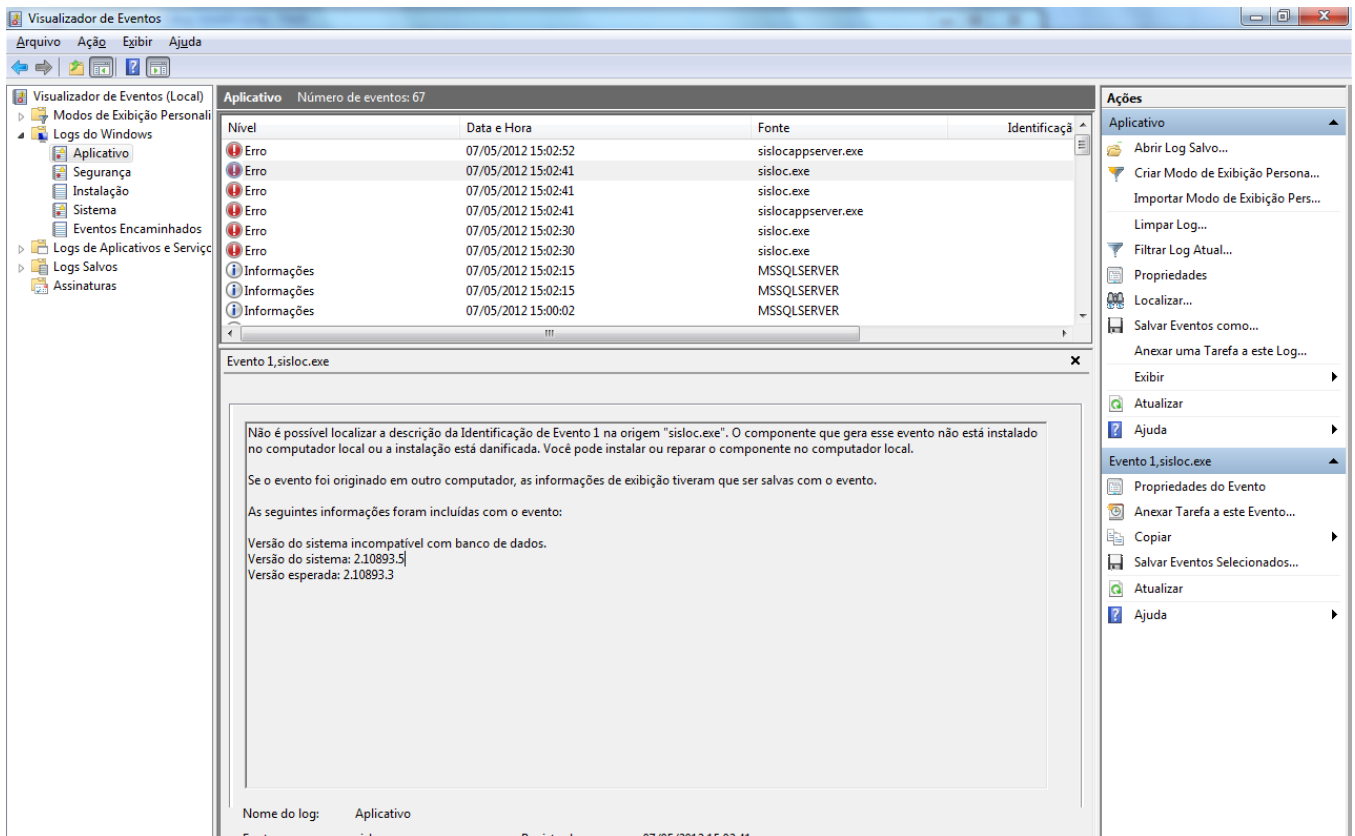 Visualizador de Eventos
Arquivo Ação Exibir Ajuda
Visualizador de Eventos (Local)
Modos de Exibição Personali
Logs do Windows
Aplicativo
Segurança
Instalação
Sistema
Eventos Encaminhados
Logs de Aplicativos e Serviço
Logs Salvos
Assinaturas
Aplicativo Número de eventos: 67
Nível Data e Hora Fonte Identificaçã
Erro 07/05/2012 15:02:52 sislocappserver.exe
Erro 07/05/2012 15:02:41 sisloc.exe
Erro 07/05/2012 15:02:41 sisloc.exe
Erro 07/05/2012 15:02:41 sislocappserver.exe
Erro 07/05/2012 15:02:30 sisloc.exe
Erro 07/05/2012 15:02:30 sisloc.exe
Informações 07/05/2012 15:02:15 MSSQLSERVER
Informações 07/05/2012 15:02:15 MSSQLSERVER
Informações 07/05/2012 15:00:02 MSSQLSERVER
Evento 1,sisloc.exe
Não é possível localizar a descrição da Identificação de Evento 1 na origem "sisloc.exe". O componente que gera esse evento não está instalado
no computador local ou a instalação está danificada. Você pode instalar ou reparar o componente no computador local.
Se o evento foi originado em outro computador, as informações de exibição tiveram que ser salvas com o evento.
As seguintes informações foram incluídas com o evento:
Versão do sistema incompatível com banco de dados.
Versão do sistema: 2.10893.5
Versão esperada: 2.10893.3
Nome do log: Aplicativo
Ações
Aplicativo
Abrir Log Salvo...
Criar Modo de Exibição Persona...
Importar Modo de Exibição Pers...
Limpar Log...
Filtrar Log Atual...
Propriedades
Localizar...
Salvar Eventos como...
Anexar uma Tarefa a este Log...
Exibir
Atualizar
Ajuda
Evento 1,sisloc.exe
Propriedades do Evento
Anexar Tarefa a este Evento...
Copiar
Salvar Eventos Selecionados...
Atualizar
Ajuda